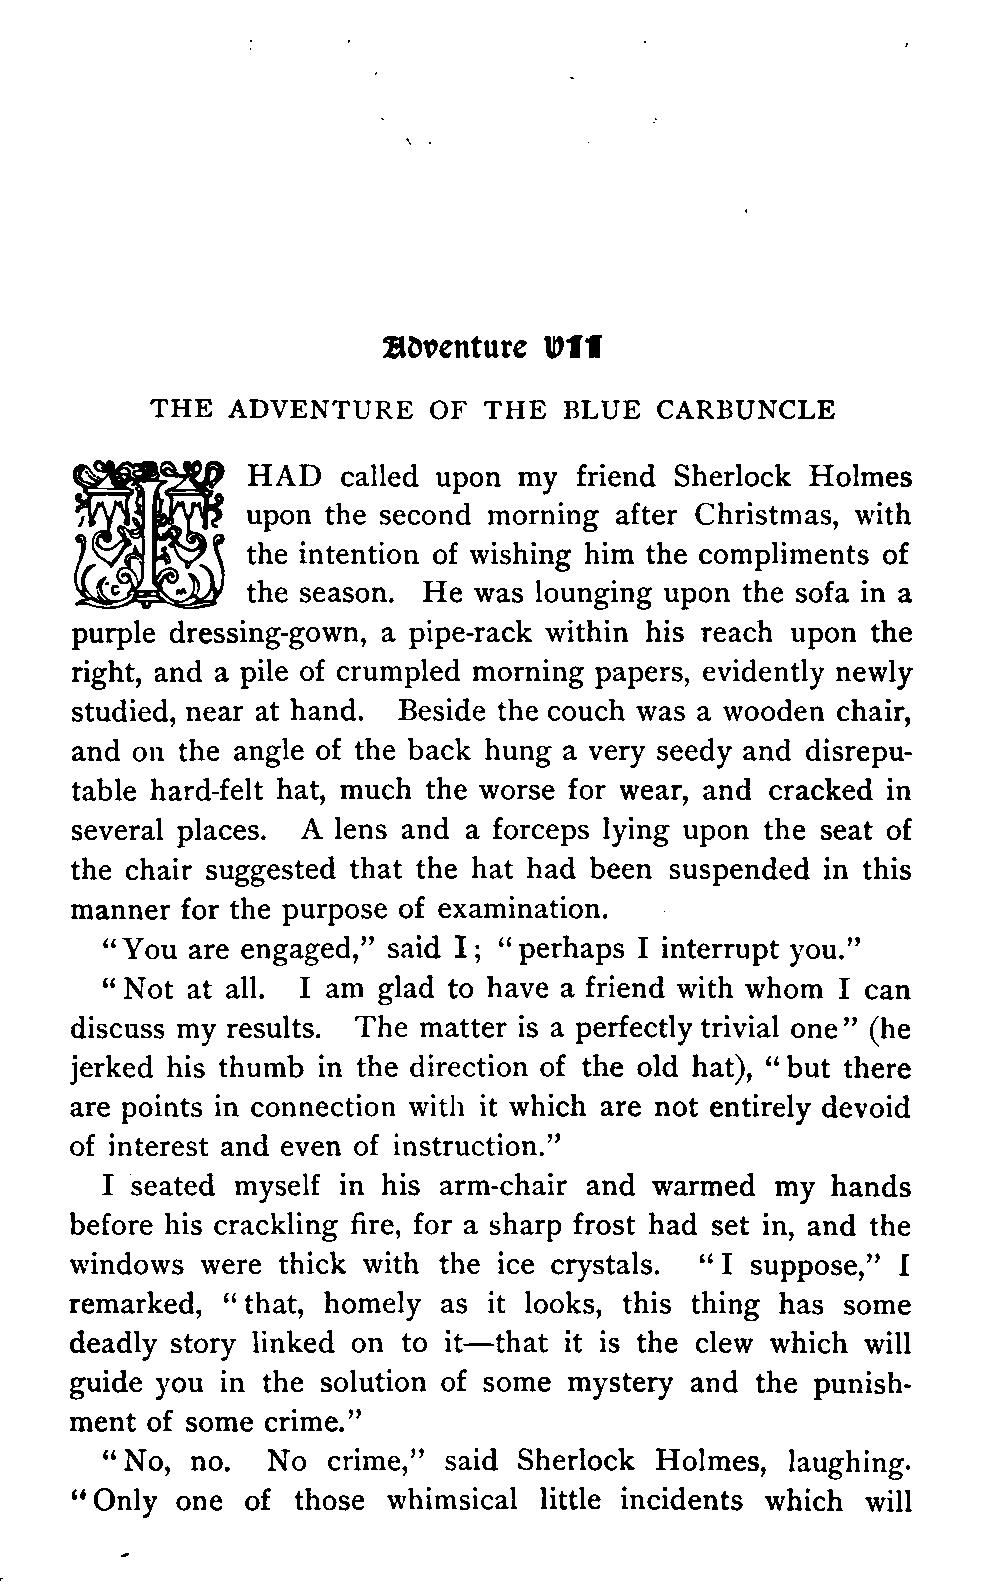 Adventure VII
THE ADVENTURE OF THE BLUE CARBUNCLE
I HAD called upon my friend Sherlock Holmes
upon the second morning after Christmas, with
the intention of wishing him the compliments of
the season. He was lounging upon the sofa in a
purple dressing-gown, a pipe-rack within his reach upon the
right, and a pile of crumpled morning papers, evidently newly
studied, near at hand. Beside the couch was a wooden chair,
and on the angle of the back hung a very seedy and disrepu-
table hard-felt hat, much the worse for wear, and cracked in
several places. A lens and a forceps lying upon the seat of
the chair suggested that the hat had been suspended in this
manner for the purpose of examination.
"You are engaged," said I; "perhaps I interrupt you."
"Not at all. I am glad to have a friend with whom I can
discuss my results. The matter is a perfectly trivial one" (he
jerked his thumb in the direction of the old hat), "but there
are points in connection with it which are not entirely devoid
of interest and even of instruction."
I seated myself in his arm-chair and warmed my hands
before his crackling fire, for a sharp frost had set in, and the
windows were thick with the ice crystals. "I suppose," I
remarked, "that, homely as it looks, this thing has some
deadly story linked on to it—that it is the clew which will
guide you in the solution of some mystery and the punish-
ment of some crime."
"No, no. No crime," said Sherlock Holmes, laughing.
"Only one of those whimsical little incidents which will